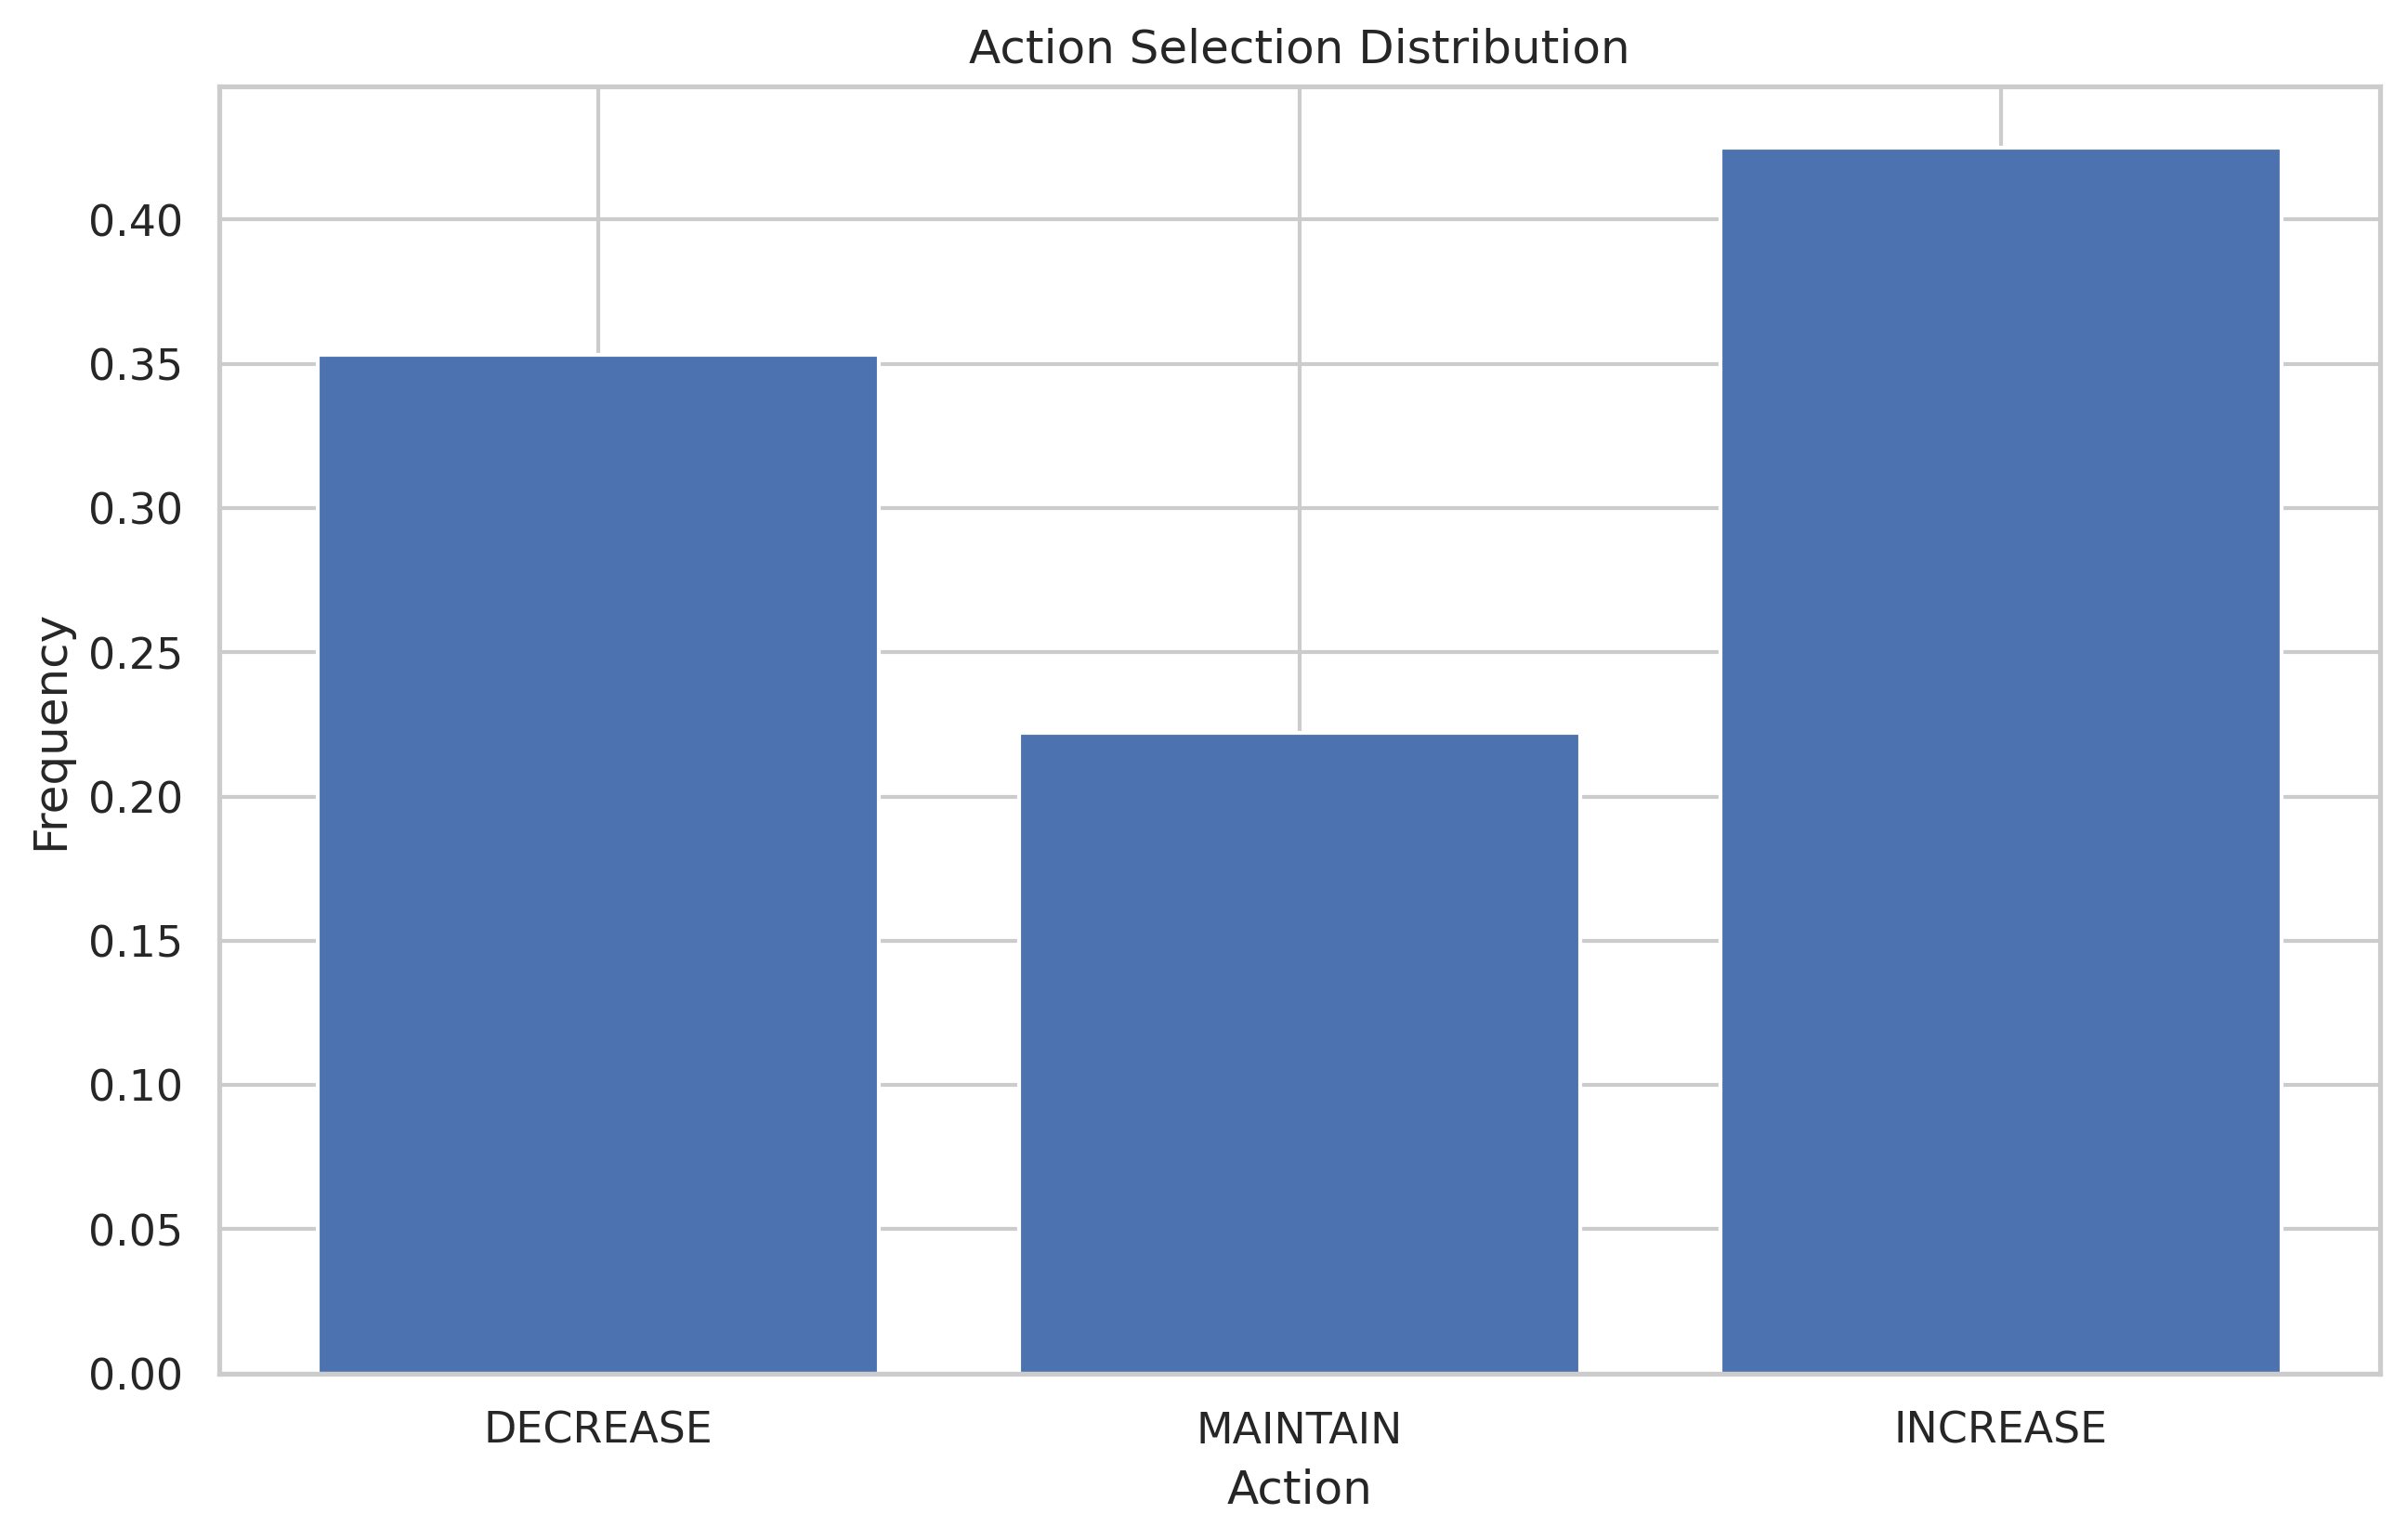 Action Selection Distribution
Frequency
0.40
0.35
0.30
0.25
0.20
0.15
0.10
0.05
0.00
DECREASE
MAINTAIN
INCREASE
Action